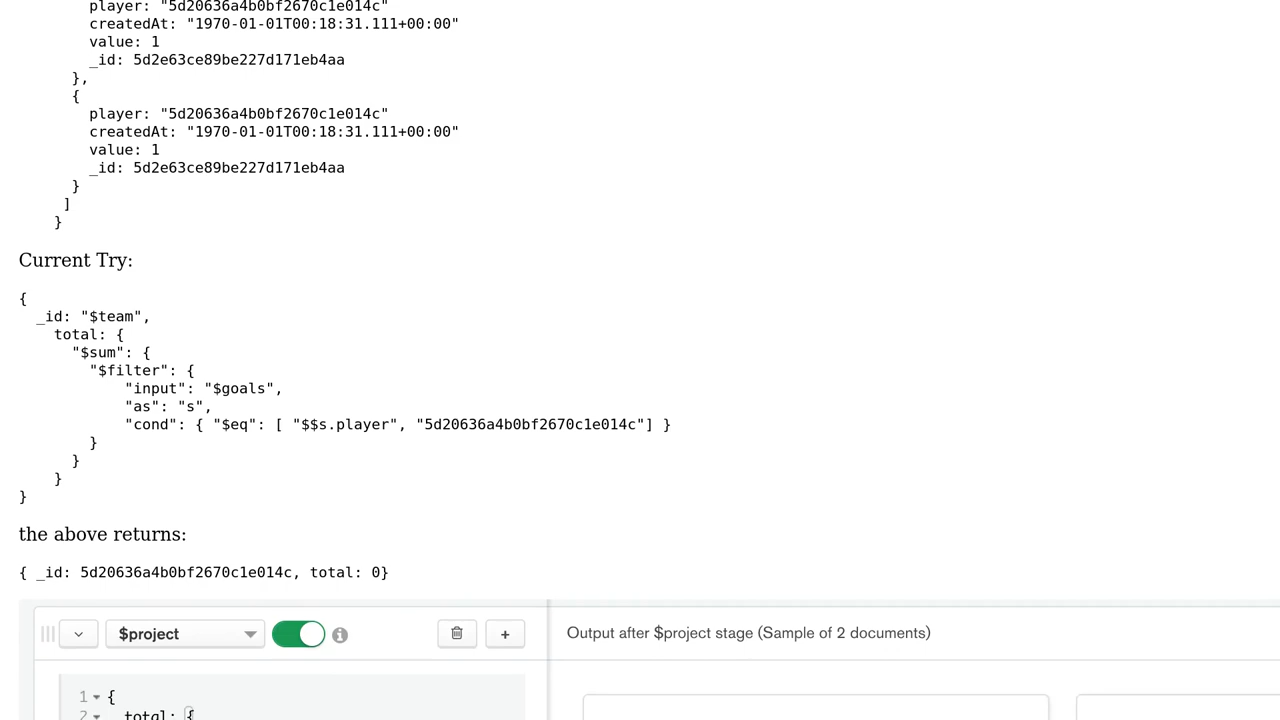 player: "5d20636a4b0bf2670c1e014c"
createdAt: "1970-01-01T00:18:31.111+00:00"
value: 1
_id: 5d2e63ce89be227d171eb4aa
},
{
player: "5d20636a4b0bf2670c1e014c"
createdAt: "1970-01-01T00:18:31.111+00:00"
value: 1
_id: 5d2e63ce89be227d171eb4aa
}
]
}
Current Try:
{
_id: "$team",
total: {
"$sum": {
"$filter": {
"input": "$goals",
"as": "s",
"cond": { "$eq": [ "$$s.player", "5d20636a4b0bf2670c1e014c"] }
}
}
}
}
the above returns:
{ _id: 5d20636a4b0bf2670c1e014c, total: 0}
$project
Output after $project stage (Sample of 2 documents)
1 {
2 total: {